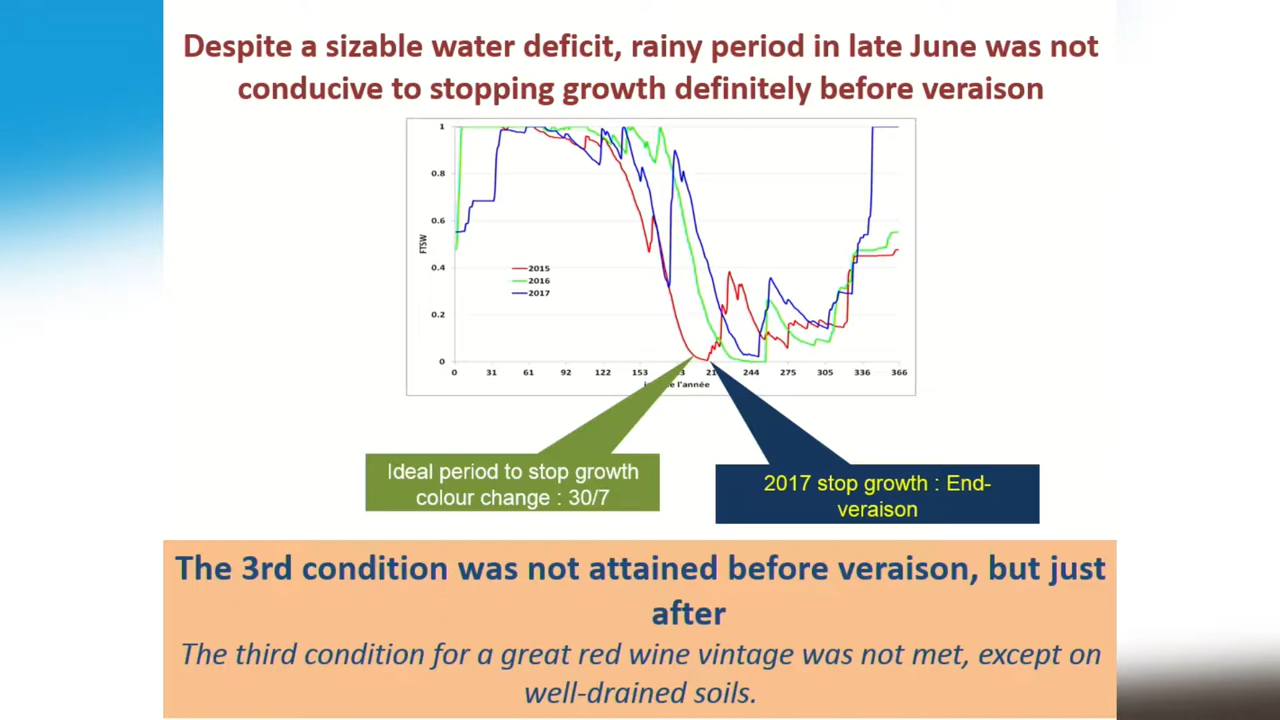 Despite a sizable water deficit, rainy period in late June was not
conducive to stopping growth definitely before veraison
1
0.8
0.6
0.4
0.2
0
FTSW
2015
2016
2017
0 31 61 92 122 153 244 275 305 336 366
l'année
Ideal period to stop growth
colour change : 30/7
2017 stop growth : End-
veraison
The 3rd condition was not attained before veraison, but just
after
The third condition for a great red wine vintage was not met, except on
well-drained soils.